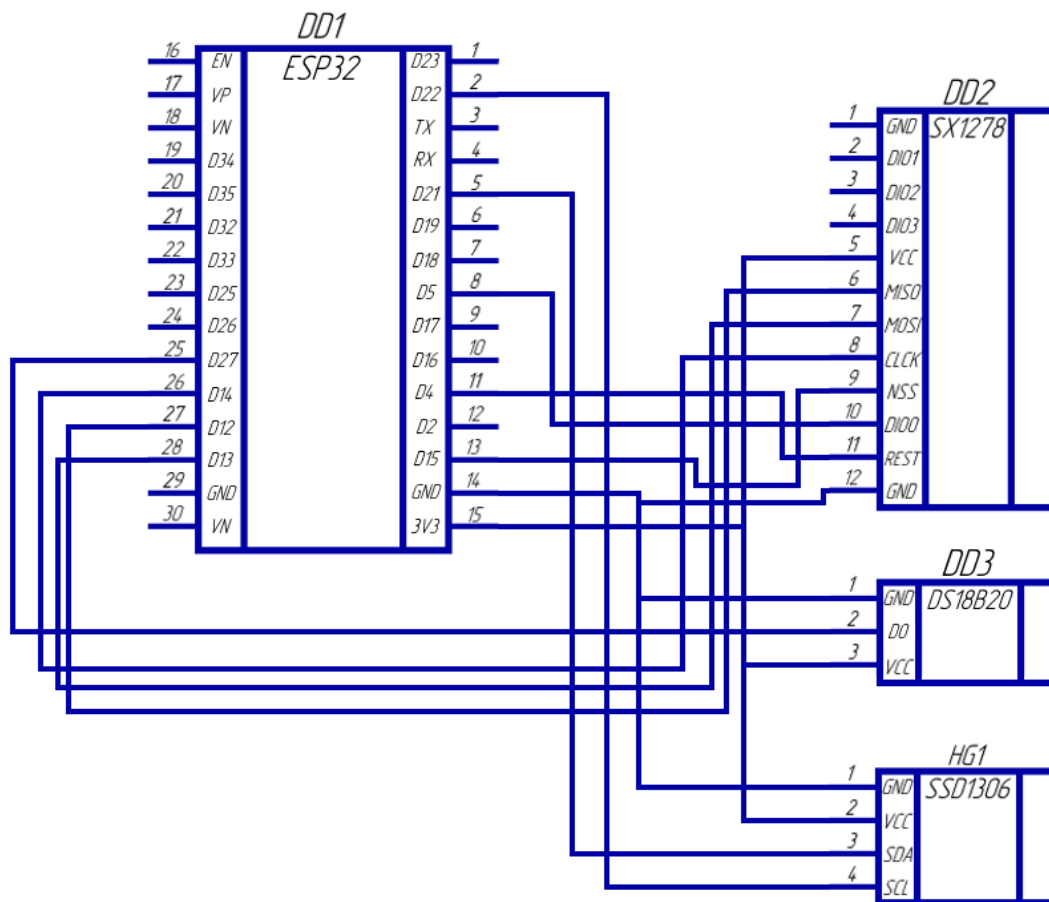 DD1
ESP32
16 EN
17 VP
18 VN
19 D34
20 D35
21 D32
22 D33
23 D25
24 D26
25 D27
26 D14
27 D12
28 D13
29 GND
30 VN
D23 1
D22 2
TX 3
RX 4
D21 5
D19 6
D18 7
D5 8
D17 9
D16 10
D4 11
D2 12
D15 13
GND 14
3V3 15
DD2
SX1278
1 GND
2 DIO1
3 DIO2
4 DIO3
5 VCC
6 MISO
7 MOSI
8 CLCK
9 NSS
10 DIO0
11 REST
12 GND
DD3
DS18B20
1 GND
2 DO
3 VCC
HG1
SSD1306
1 GND
2 VCC
3 SDA
4 SCL